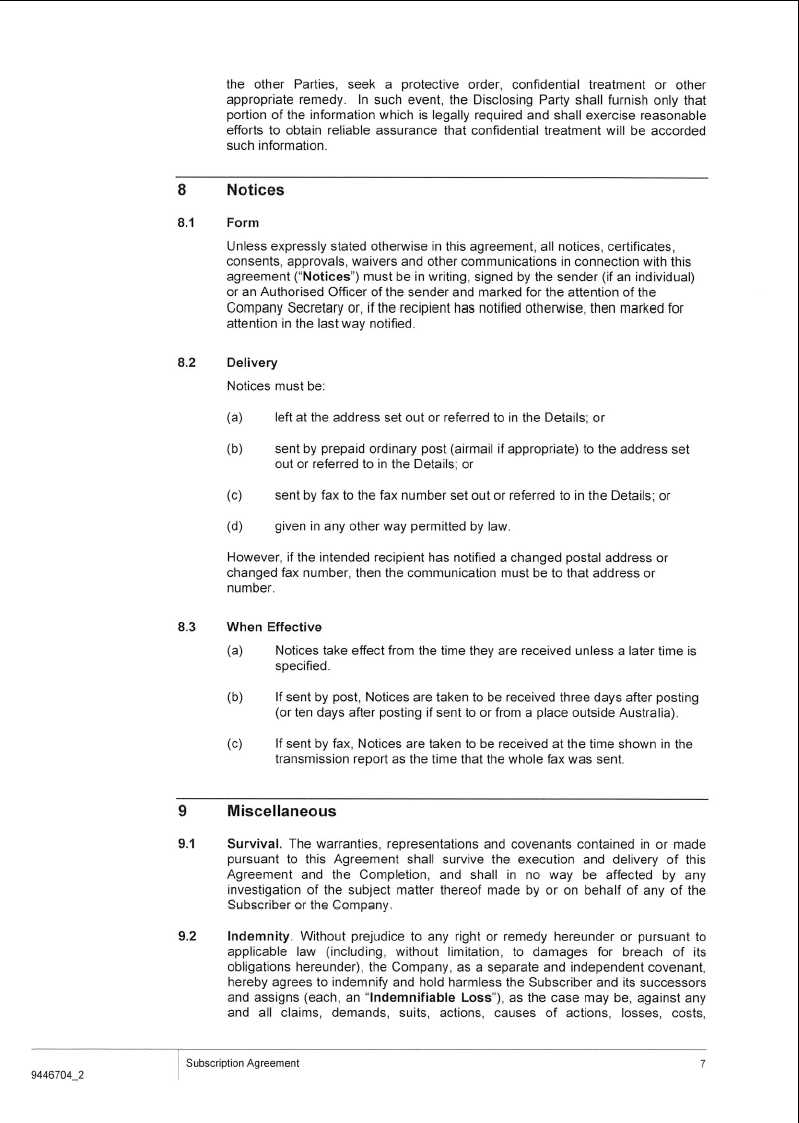 the other Parties, seek a protective order, confidential treatment or other
appropriate remedy. In such event, the Disclosing Party shall furnish only that
portion of the information which is legally required and shall exercise reasonable
efforts to obtain reliable assurance that confidential treatment will be accorded
such information.
8 Notices
8.1 Form
Unless expressly stated otherwise in this agreement, all notices, certificates,
consents, approvals, waivers and other communications in connection with this
agreement (“Notices”) must be in writing, signed by the sender (if an individual)
or an Authorised Officer of the sender and marked for the attention of the
Company Secretary or, if the recipient has notified otherwise, then marked for
attention in the last way notified.
8.2 Delivery
Notices must be:
(a) left at the address set out or referred to in the Details; or
(b) sent by prepaid ordinary post (airmail if appropriate) to the address set
out or referred to in the Details; or
(c) sent by fax to the fax number set out or referred to in the Details; or
(d) given in any other way permitted by law.
However, if the intended recipient has notified a changed postal address or
changed fax number, then the communication must be to that address or
number.
8.3 When Effective
(a) Notices take effect from the time they are received unless a later time is
specified.
(b) If sent by post, Notices are taken to be received three days after posting
(or ten days after posting if sent to or from a place outside Australia).
(c) If sent by fax, Notices are taken to be received at the time shown in the
transmission report as the time that the whole fax was sent.
9 Miscellaneous
9.1 Survival. The warranties, representations and covenants contained in or made
pursuant to this Agreement shall survive the execution and delivery of this
Agreement and the Completion, and shall in no way be affected by any
investigation of the subject matter thereof made by or on behalf of any of the
Subscriber or the Company.
9.2 Indemnity. Without prejudice to any right or remedy hereunder or pursuant to
applicable law (including, without limitation, to damages for breach of its
obligations hereunder), the Company, as a separate and independent covenant,
hereby agrees to indemnify and hold harmless the Subscriber and its successors
and assigns (each, an “Indemnifiable Loss”), as the case may be, against any
and all claims, demands, suits, actions, causes of actions, losses, costs,
Subscription Agreement 7
9446704_2